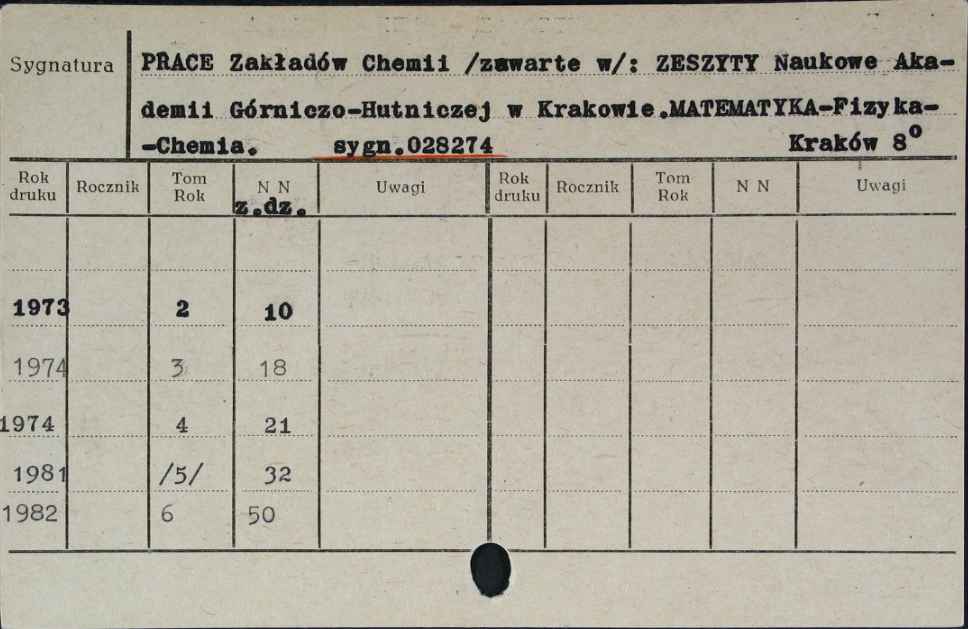 Sygnatura
PRACE Zakładów Chemii /zawarte w/: ZESZYTY Naukowe Aka-
demii Górniczo-Hutniczej w Krakowie.MATEMATYKA-Fizyka-
-Chemia. sygn.028274 Kraków 8°
Rok druku Rocznik Tom Rok N N Uwagi Rok druku Rocznik Tom Rok N N Uwagi
z.dz.
1973 2 10
1974 3 18
1974 4 21
1981 /5/ 32
1982 6 50